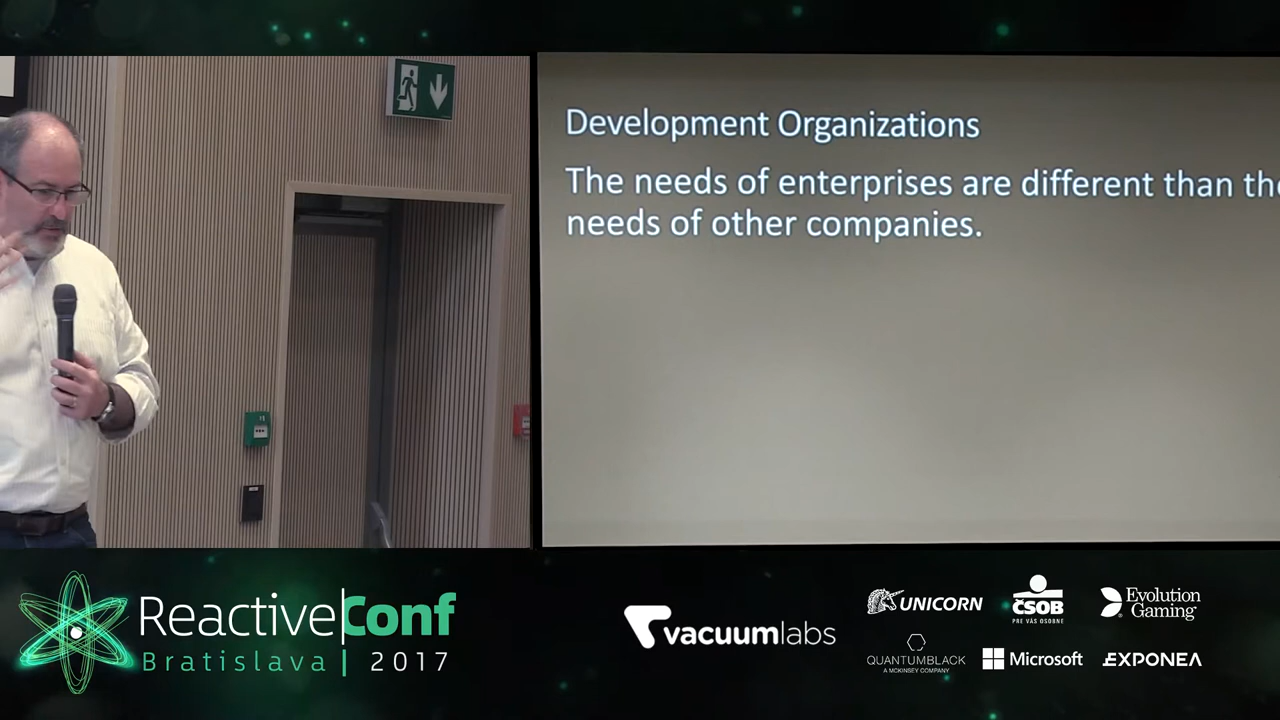 Development Organizations
The needs of enterprises are different than the
needs of other companies.
ReactiveConf
Bratislava | 2017
vacuumlabs
UNICORN
ČSOB
PRE VÁS OSOBNE
Evolution
Gaming
QUANTUMBLACK
A MCKINSEY COMPANY
Microsoft
EXPONEA